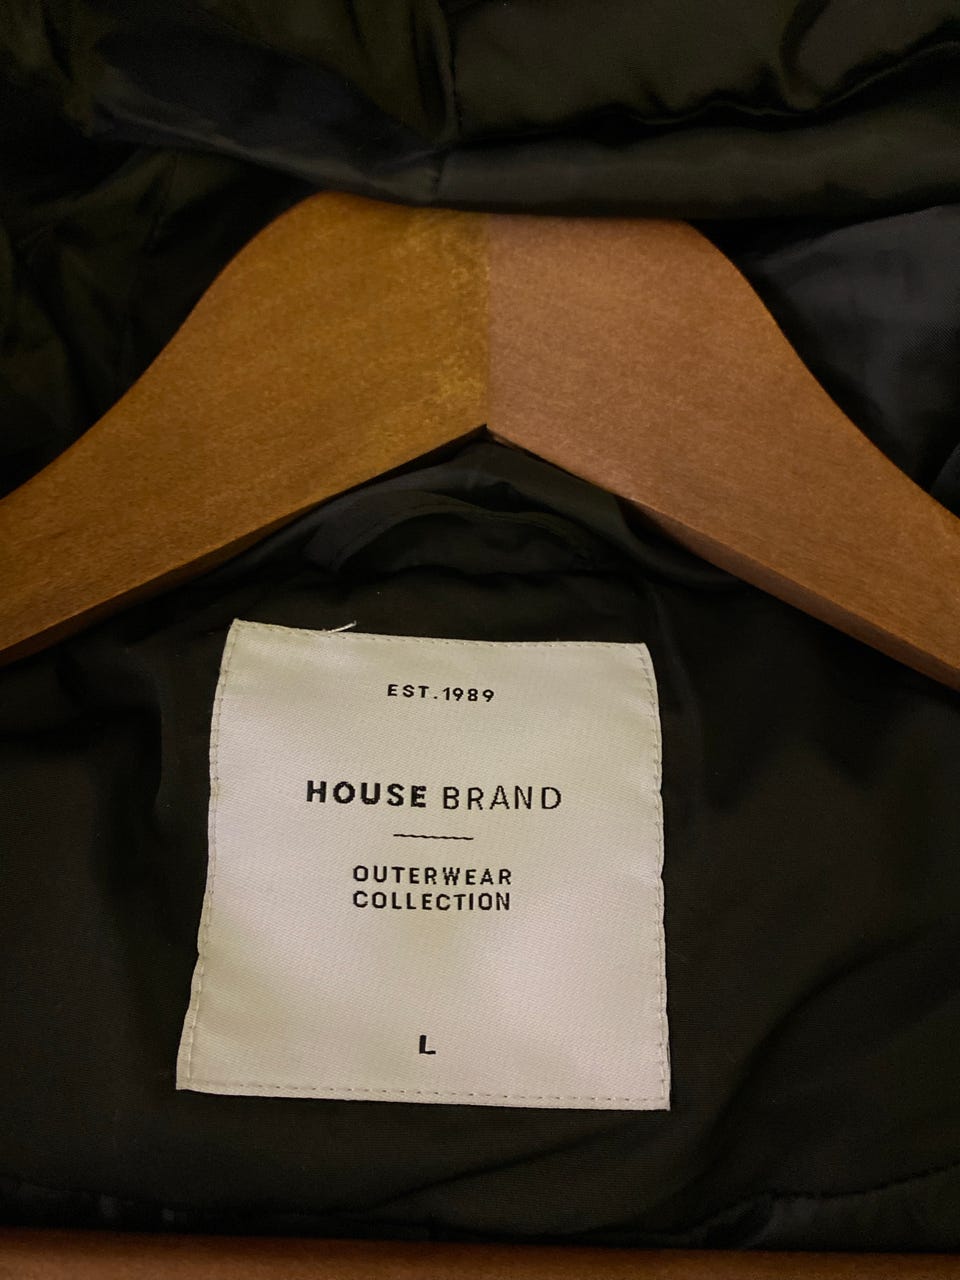 EST.1989
HOUSE BRAND
OUTERWEAR
COLLECTION
L